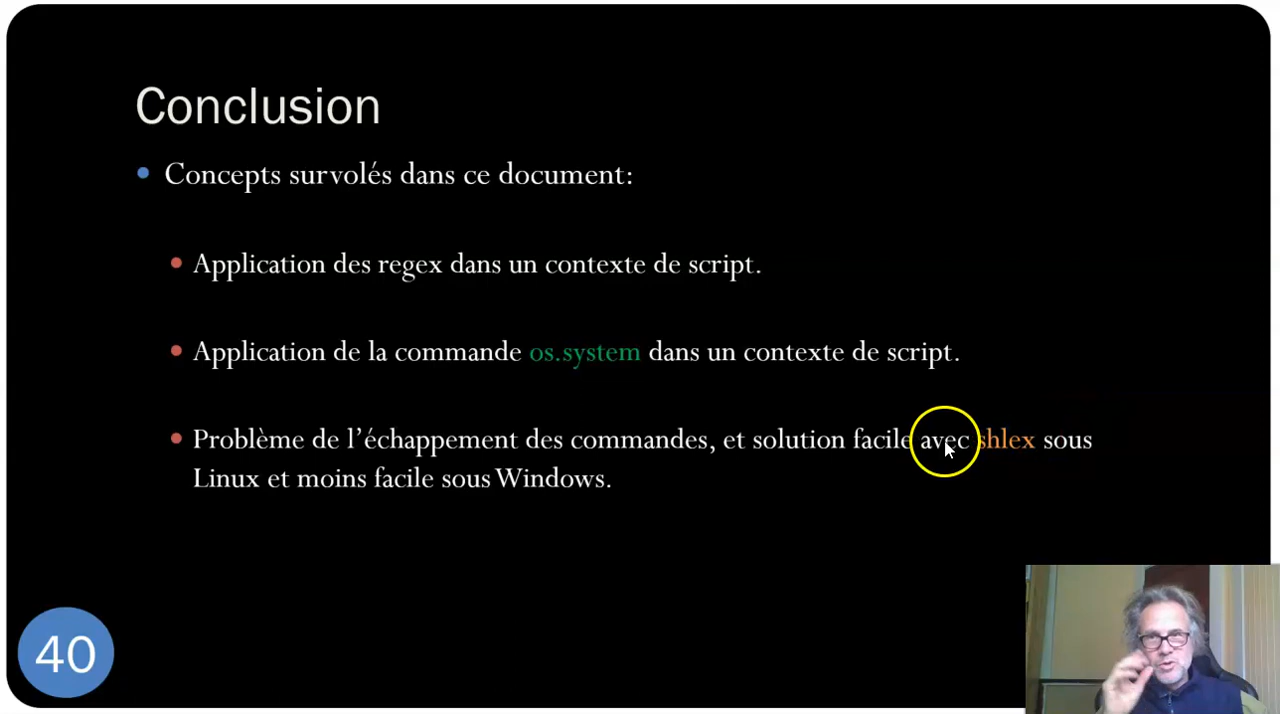 Conclusion
Concepts survolés dans ce document:
Application des regex dans un contexte de script.
Application de la commande os.system dans un contexte de script.
Problème de l’échappement des commandes, et solution facile avec shlex sous
Linux et moins facile sous Windows.
40